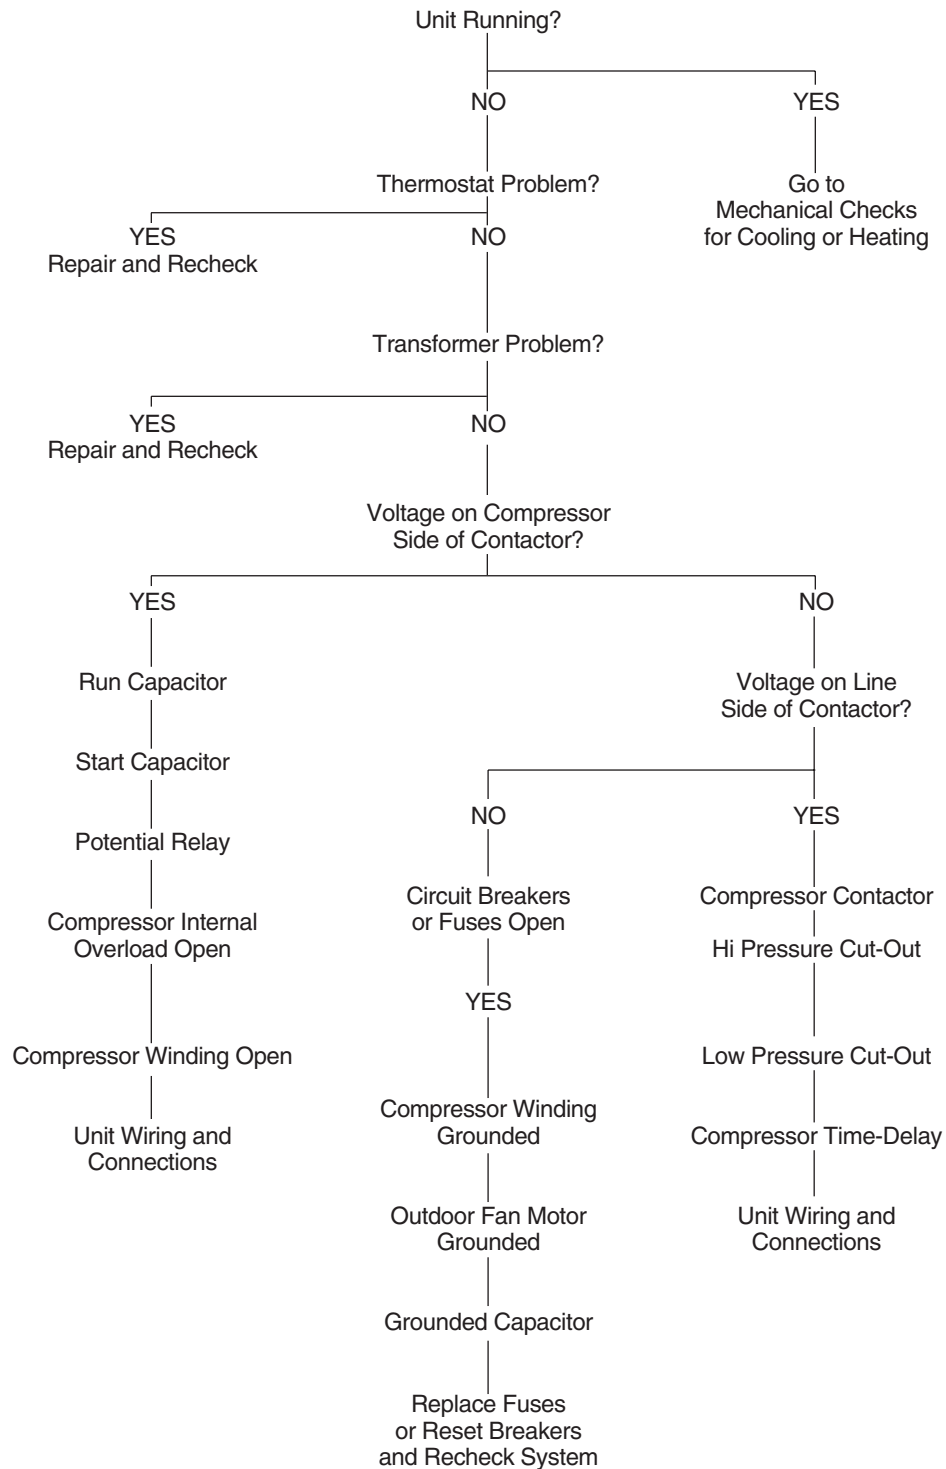 Unit Running?
NO
YES
Thermostat Problem?
Go to
Mechanical Checks
for Cooling or Heating
YES
Repair and Recheck
NO
Transformer Problem?
YES
Repair and Recheck
NO
Voltage on Compressor
Side of Contactor?
YES
NO
Run Capacitor
Start Capacitor
Potential Relay
Compressor Internal
Overload Open
Compressor Winding Open
Unit Wiring and
Connections
Voltage on Line
Side of Contactor?
NO
YES
Circuit Breakers
or Fuses Open
YES
Compressor Winding
Grounded
Outdoor Fan Motor
Grounded
Grounded Capacitor
Replace Fuses
or Reset Breakers
and Recheck System
Compressor Contactor
Hi Pressure Cut-Out
Low Pressure Cut-Out
Compressor Time-Delay
Unit Wiring and
Connections